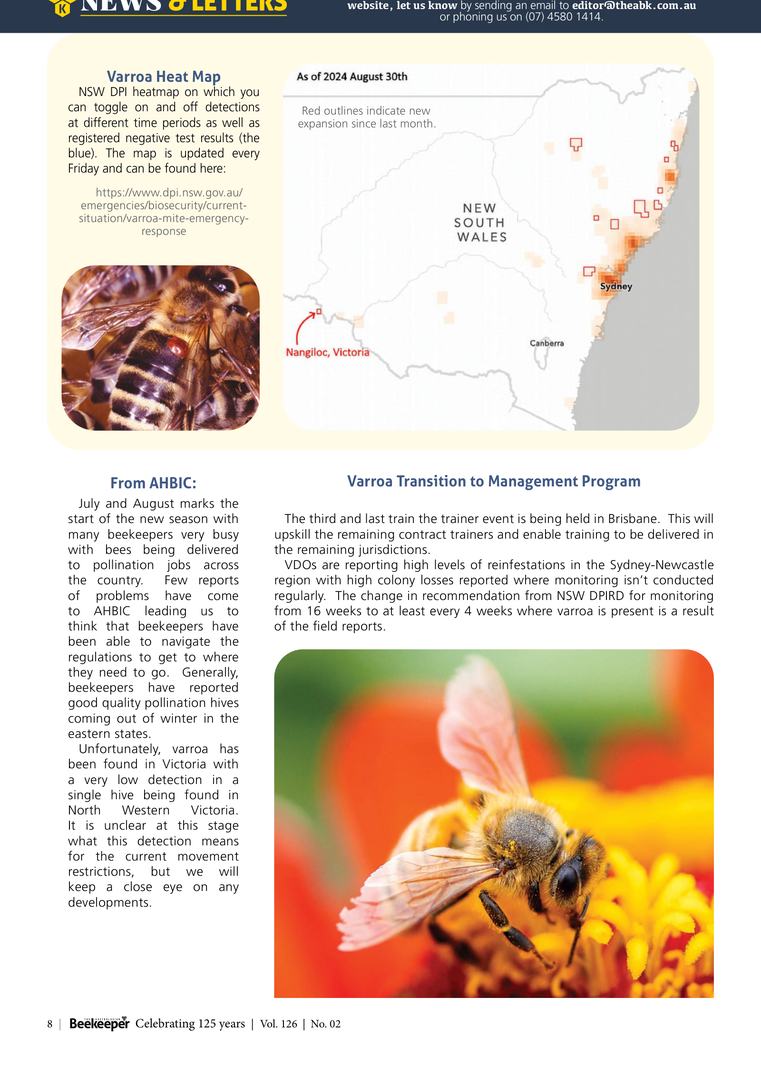 NEWS & LETTERS
website, let us know by sending an email to editor@theabk.com.au
or phoning us on (07) 4580 1414.
Varroa Heat Map
NSW DPI heatmap on which you
can toggle on and off detections
at different time periods as well as
registered negative test results (the
blue). The map is updated every
Friday and can be found here:
https://www.dpi.nsw.gov.au/
emergencies/biosecurity/current-
situation/varroa-mite-emergency-
response
As of 2024 August 30th
Red outlines indicate new
expansion since last month.
NEW
SOUTH
WALES
Sydney
Canberra
Nangiloc, Victoria
From AHBIC:
July and August marks the
start of the new season with
many beekeepers very busy
with bees being delivered
to pollination jobs across
the country. Few reports
of problems have come
to AHBIC leading us to
think that beekeepers have
been able to navigate the
regulations to get to where
they need to go. Generally,
beekeepers have reported
good quality pollination hives
coming out of winter in the
eastern states.
Unfortunately, varroa has
been found in Victoria with
a very low detection in a
single hive being found in
North Western Victoria.
It is unclear at this stage
what this detection means
for the current movement
restrictions, but we will
keep a close eye on any
developments.
Varroa Transition to Management Program
The third and last train the trainer event is being held in Brisbane. This will
upskill the remaining contract trainers and enable training to be delivered in
the remaining jurisdictions.
VDOs are reporting high levels of reinfestations in the Sydney-Newcastle
region with high colony losses reported where monitoring isn't conducted
regularly. The change in recommendation from NSW DPIRD for monitoring
from 16 weeks to at least every 4 weeks where varroa is present is a result
of the field reports.
8 | Beekeeper Celebrating 125 years | Vol. 126 | No. 02